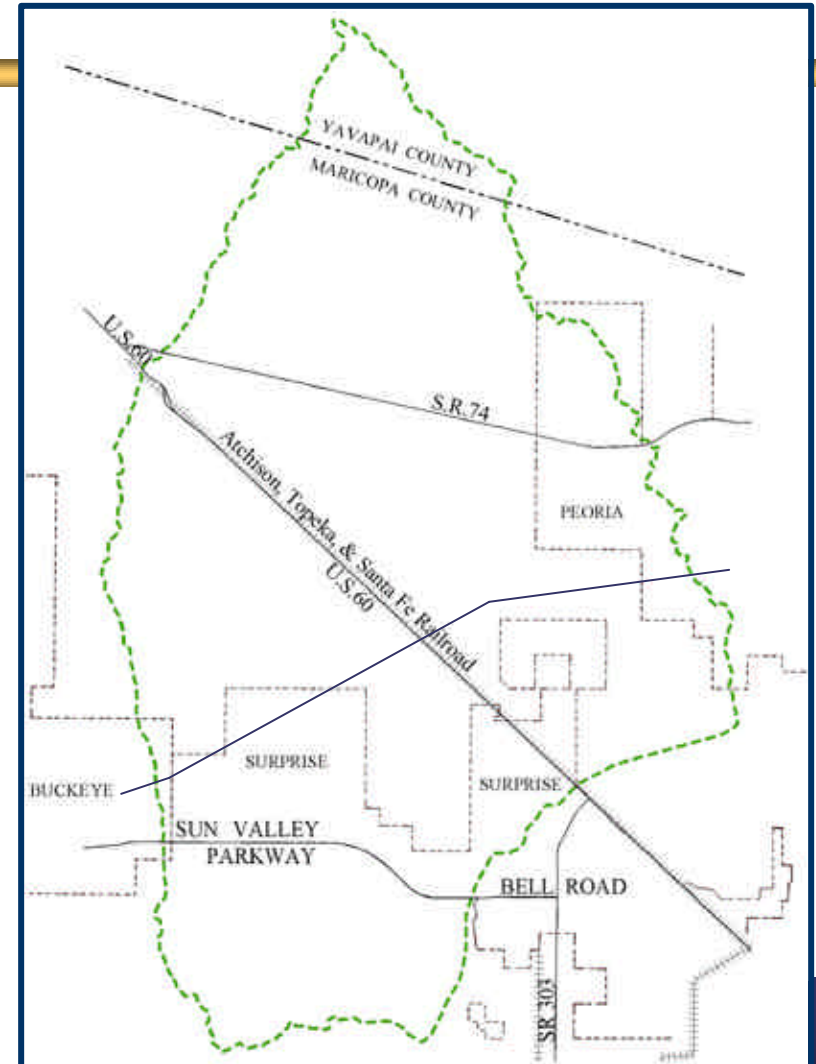 YAVAPAI COUNTY
MARICOPA COUNTY
U.S.60
S.R.74
Atchison, Topeka, & Santa Fe Railroad
U.S.60
PEORIA
SURPRISE
SURPRISE
BUCKEYE
SUN VALLEY
PARKWAY
BELL ROAD
SR 303